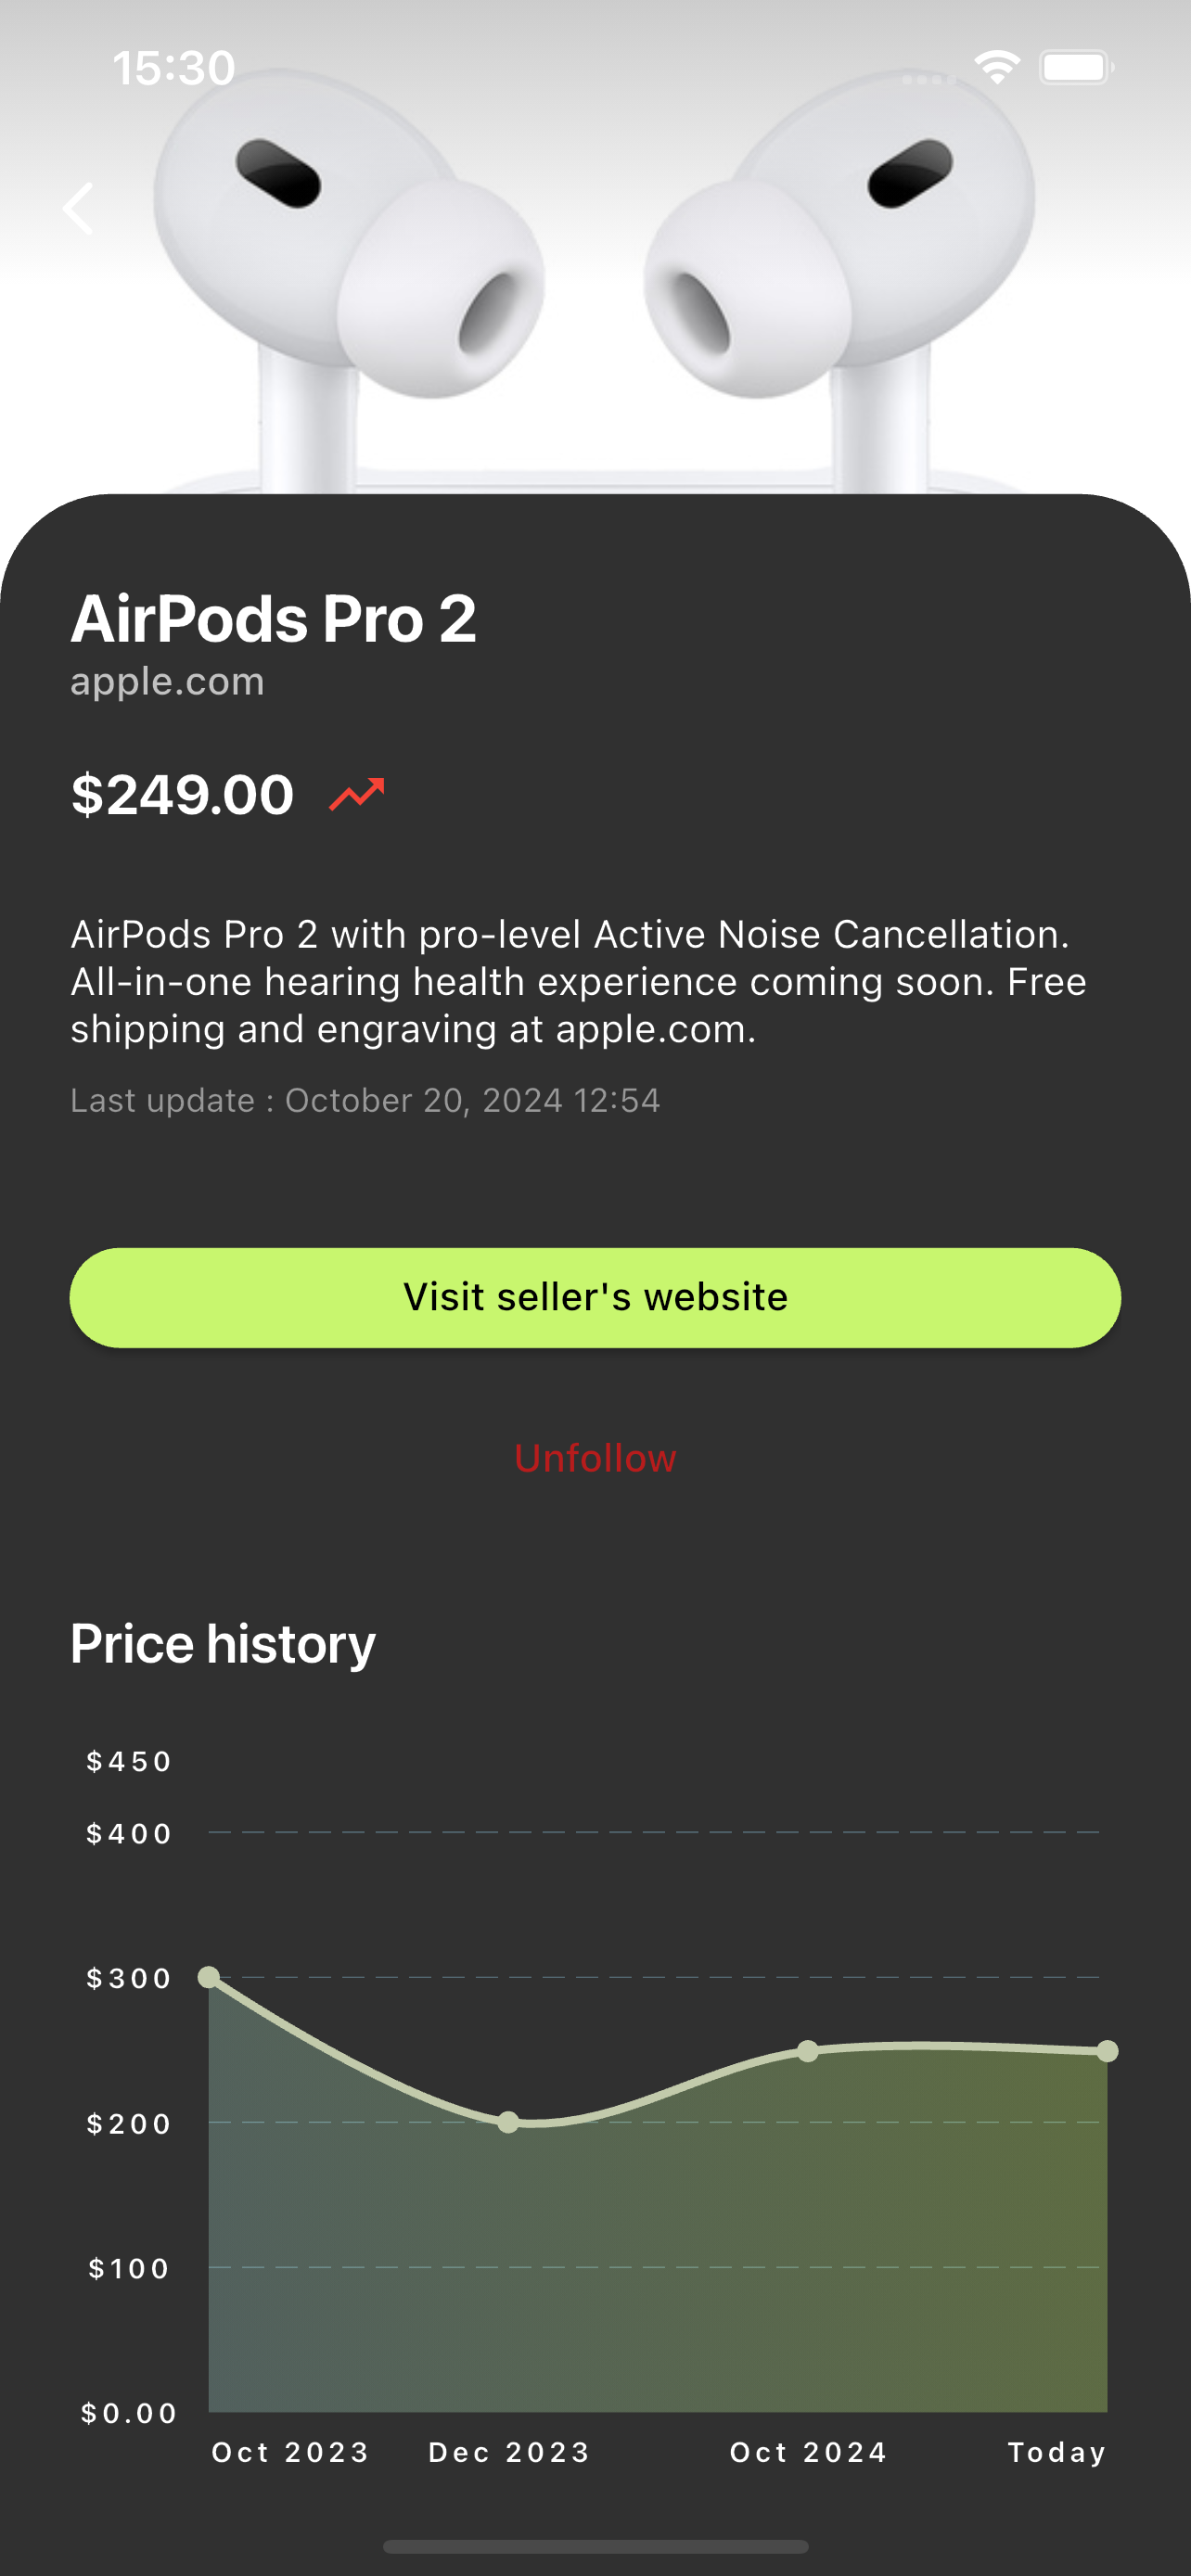 15:30
AirPods Pro 2
apple.com
$249.00
AirPods Pro 2 with pro-level Active Noise Cancellation.
All-in-one hearing health experience coming soon. Free
shipping and engraving at apple.com.
Last update : October 20, 2024 12:54
Visit seller's website
Unfollow
Price history
$450
$400
$300
$200
$100
$0.00
Oct 2023 Dec 2023 Oct 2024 Today